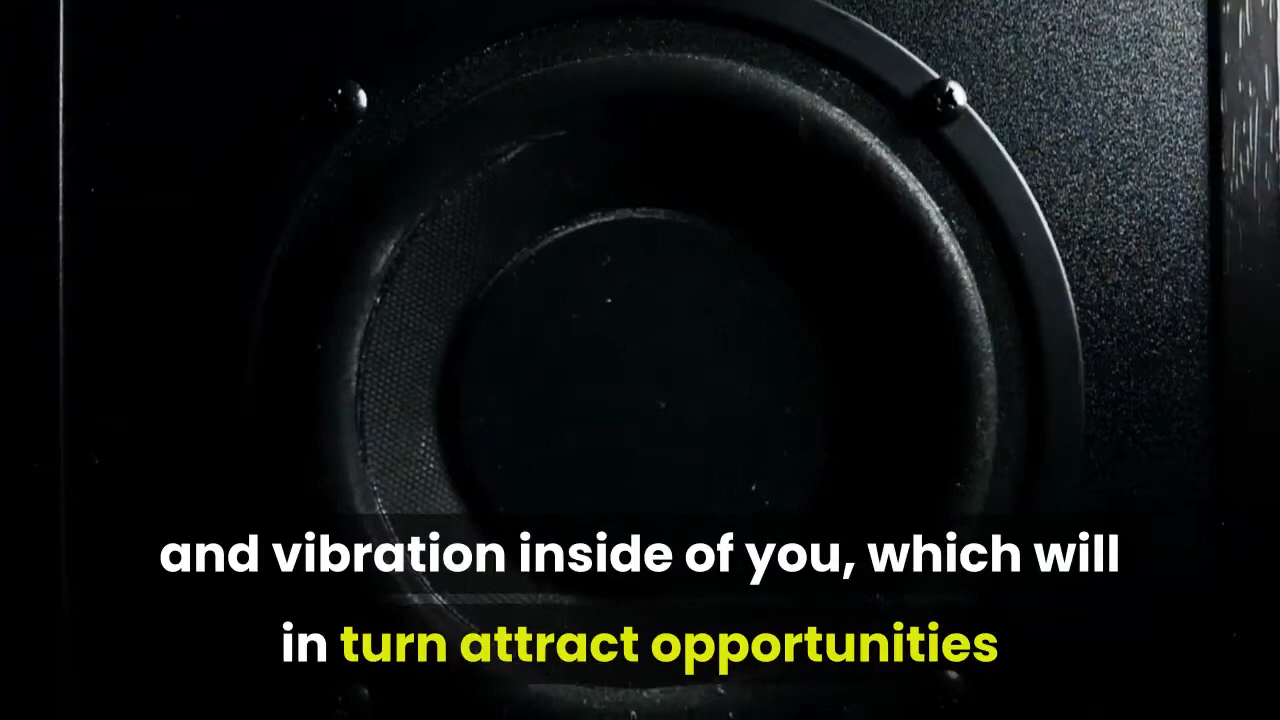 and vibration inside of you, which will
in turn attract opportunities